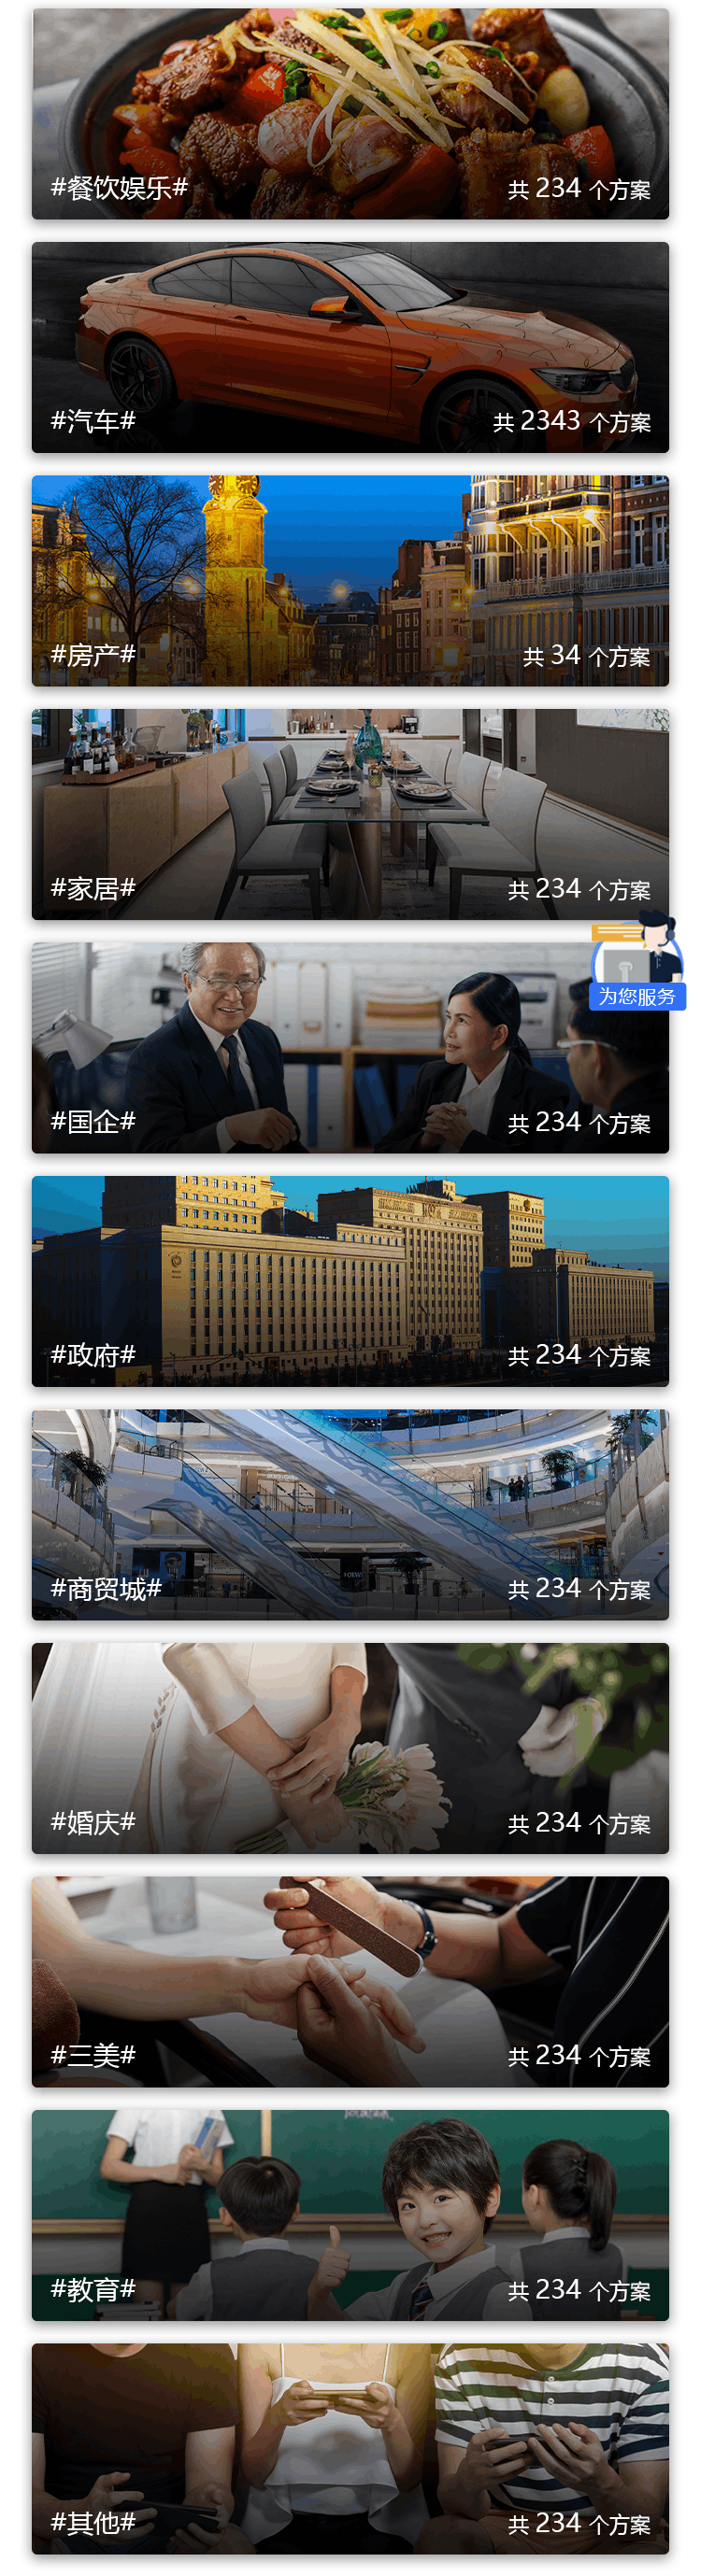 #餐饮娱乐# 共 234 个方案
#汽车# 共 2343 个方案
#房产# 共 34 个方案
#家居# 共 234 个方案
为您服务
#国企# 共 234 个方案
#政府# 共 234 个方案
#商贸城# 共 234 个方案
#婚庆# 共 234 个方案
#三美# 共 234 个方案
#教育# 共 234 个方案
#其他# 共 234 个方案